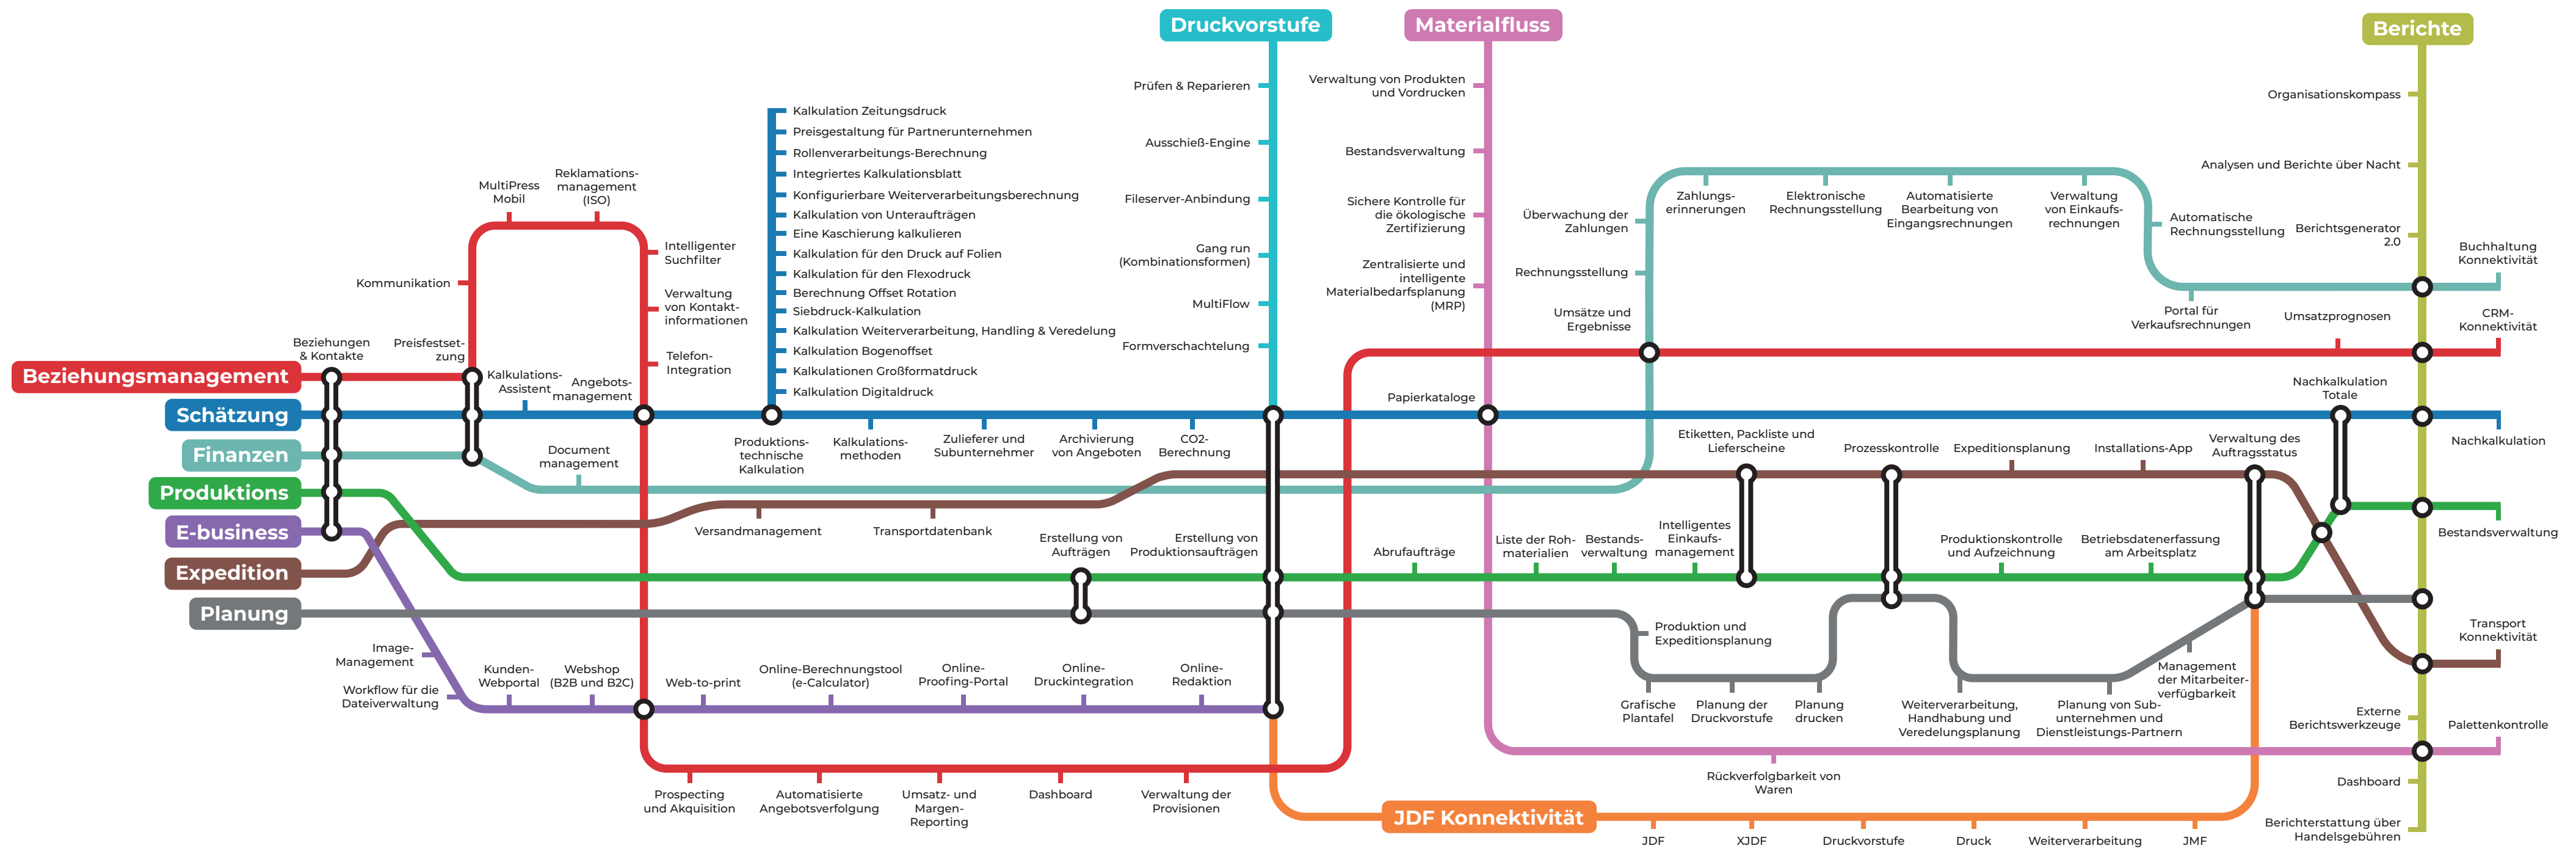 Druckvorstufe
Materialfluss
Berichte
Prüfen & Reparieren
Ausschieß-Engine
Fileserver-Anbindung
Gang run
(Kombinationsformen)
MultiFlow
Formverschachtelung
Verwaltung von Produkten
und Vordrucken
Bestandsverwaltung
Sichere Kontrolle für
die ökologische
Zertifizierung
Zentralisierte und
intelligente
Materialbedarfsplanung
(MRP)
Papierkataloge
Organisationskompass
Analysen und Berichte über Nacht
Berichtsgenerator
2.0
Kalkulation Zeitungsdruck
Preisgestaltung für Partnerunternehmen
Rollenverarbeitungs-Berechnung
Integriertes Kalkulationsblatt
Konfigurierbare Weiterverarbeitungsberechnung
Kalkulation von Unteraufträgen
Eine Kaschierung kalkulieren
Kalkulation für den Druck auf Folien
Kalkulation für den Flexodruck
Berechnung Offset Rotation
Siebdruck-Kalkulation
Kalkulation Weiterverarbeitung, Handling & Veredelung
Kalkulation Bogenoffset
Kalkulationen Großformatdruck
Kalkulation Digitaldruck
MultiPress
Mobil
Reklamations-
management
(ISO)
Kommunikation
Intelligenter
Suchfilter
Verwaltung
von Kontakt-
informationen
Telefon-
Integration
Überwachung der
Zahlungen
Rechnungsstellung
Umsätze und
Ergebnisse
Zahlungs-
erinnerungen
Elektronische
Rechnungsstellung
Automatisierte
Bearbeitung von
Eingangsrechnungen
Verwaltung
von Einkaufs-
rechnungen
Automatische
Rechnungsstellung
Portal für
Verkaufsrechnungen
Umsatzprognosen
Buchhaltung
Konnektivität
CRM-
Konnektivität
Beziehungen
& Kontakte
Preisfestset-
zung
Beziehungsmanagement
Kalkulations-
Assistent
Angebots-
management
Schätzung
Finanzen
Produktions
E-business
Expedition
Planung
Document
management
Produktions-
technische
Kalkulation
Kalkulations-
methoden
Zulieferer und
Subunternehmer
Archivierung
von Angeboten
CO2-
Berechnung
Nachkalkulation
Totale
Nachkalkulation
Etiketten, Packliste und
Lieferscheine
Prozesskontrolle
Expeditionsplanung
Installations-App
Verwaltung des
Auftragsstatus
Versandmanagement
Transportdatenbank
Erstellung von
Aufträgen
Erstellung von
Produktionsaufträgen
Abrufaufträge
Liste der Roh-
materialien
Bestands-
verwaltung
Intelligentes
Einkaufs-
management
Produktionskontrolle
und Aufzeichnung
Betriebsdatenerfassung
am Arbeitsplatz
Bestandsverwaltung
Transport
Konnektivität
Image-
Management
Workflow für die
Dateiverwaltung
Kunden-
Webportal
Webshop
(B2B und B2C)
Web-to-print
Online-Berechnungstool
(e-Calculator)
Online-
Proofing-Portal
Online-
Druckintegration
Online-
Redaktion
Produktion und
Expeditionsplanung
Grafische
Plantafel
Planung der
Druckvorstufe
Planung
drucken
Weiterverarbeitung,
Handhabung und
Veredelungsplanung
Planung von Sub-
unternehmen und
Dienstleistungs-Partnern
Management
der Mitarbeiter-
verfügbarkeit
Externe
Berichtswerkzeuge
Palettenkontrolle
Rückverfolgbarkeit von
Waren
Dashboard
Berichterstattung über
Handelsgebühren
Prospecting
und Akquisition
Automatisierte
Angebotsverfolgung
Umsatz- und
Margen-
Reporting
Dashboard
Verwaltung der
Provisionen
JDF Konnektivität
JDF
XJDF
Druckvorstufe
Druck
Weiterverarbeitung
JMF